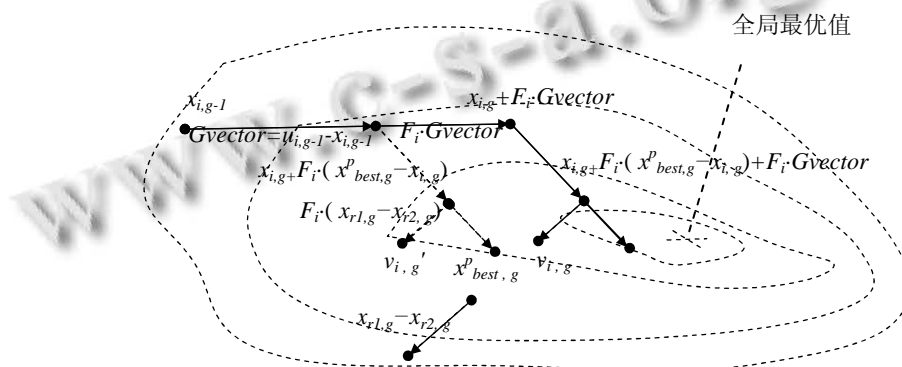 www.c-s-a.o
全局最优值
x_{i,g-1}
x_{i,g}+F_i·Gvector
Gvector=u_{i,g-1}-x_{i,g-1}
F_i·Gvector
x_{i,g}+F_i·(x^p_{best,g}-x_{i,g})
x_{i,g}+F_i·(x^p_{best,g}-x_{i,g})+F_i·Gvector
F_i·(x_{r1,g}-x_{r2,g})
v_{i,g}'
x^p_{best,g}
v_{i,g}
x_{r1,g}-x_{r2,g}